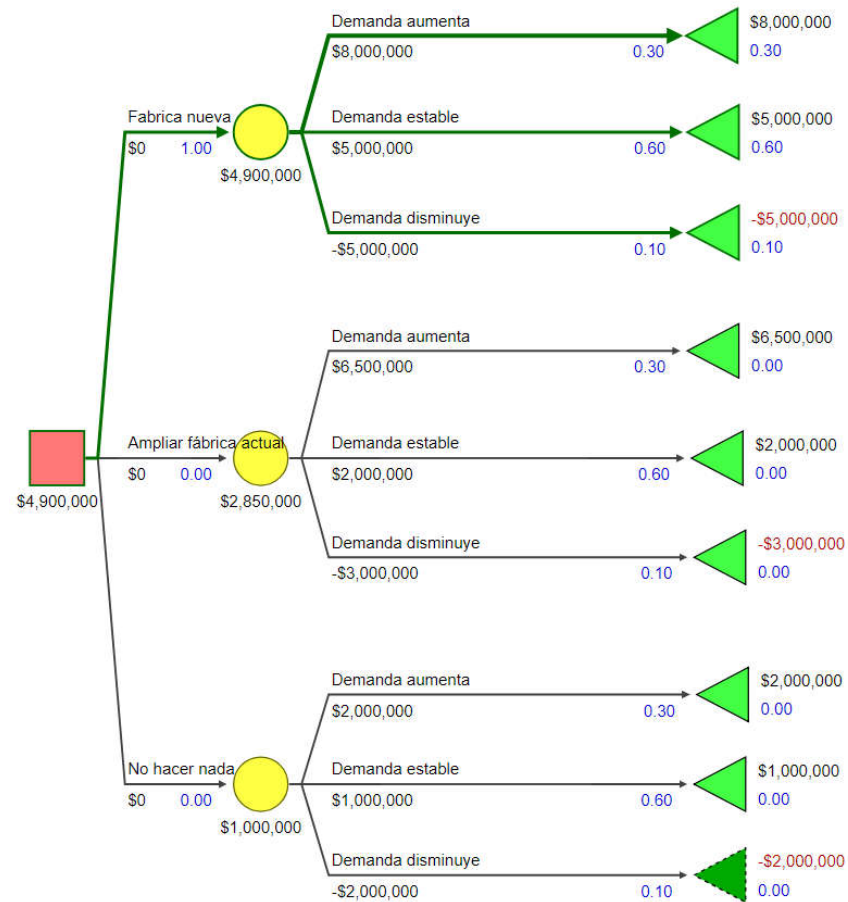 Demanda aumenta
$8,000,000 0.30
$8,000,000
0.30
Fabrica nueva
$0 1.00
$4,900,000
Demanda estable
$5,000,000 0.60
$5,000,000
0.60
Demanda disminuye
-$5,000,000 0.10
-$5,000,000
0.10
Demanda aumenta
$6,500,000 0.30
$6,500,000
0.00
$4,900,000
Ampliar fábrica actual
$0 0.00
$2,850,000
Demanda estable
$2,000,000 0.60
$2,000,000
0.00
Demanda disminuye
-$3,000,000 0.10
-$3,000,000
0.00
Demanda aumenta
$2,000,000 0.30
$2,000,000
0.00
No hacer nada
$0 0.00
$1,000,000
Demanda estable
$1,000,000 0.60
$1,000,000
0.00
Demanda disminuye
-$2,000,000 0.10
-$2,000,000
0.00